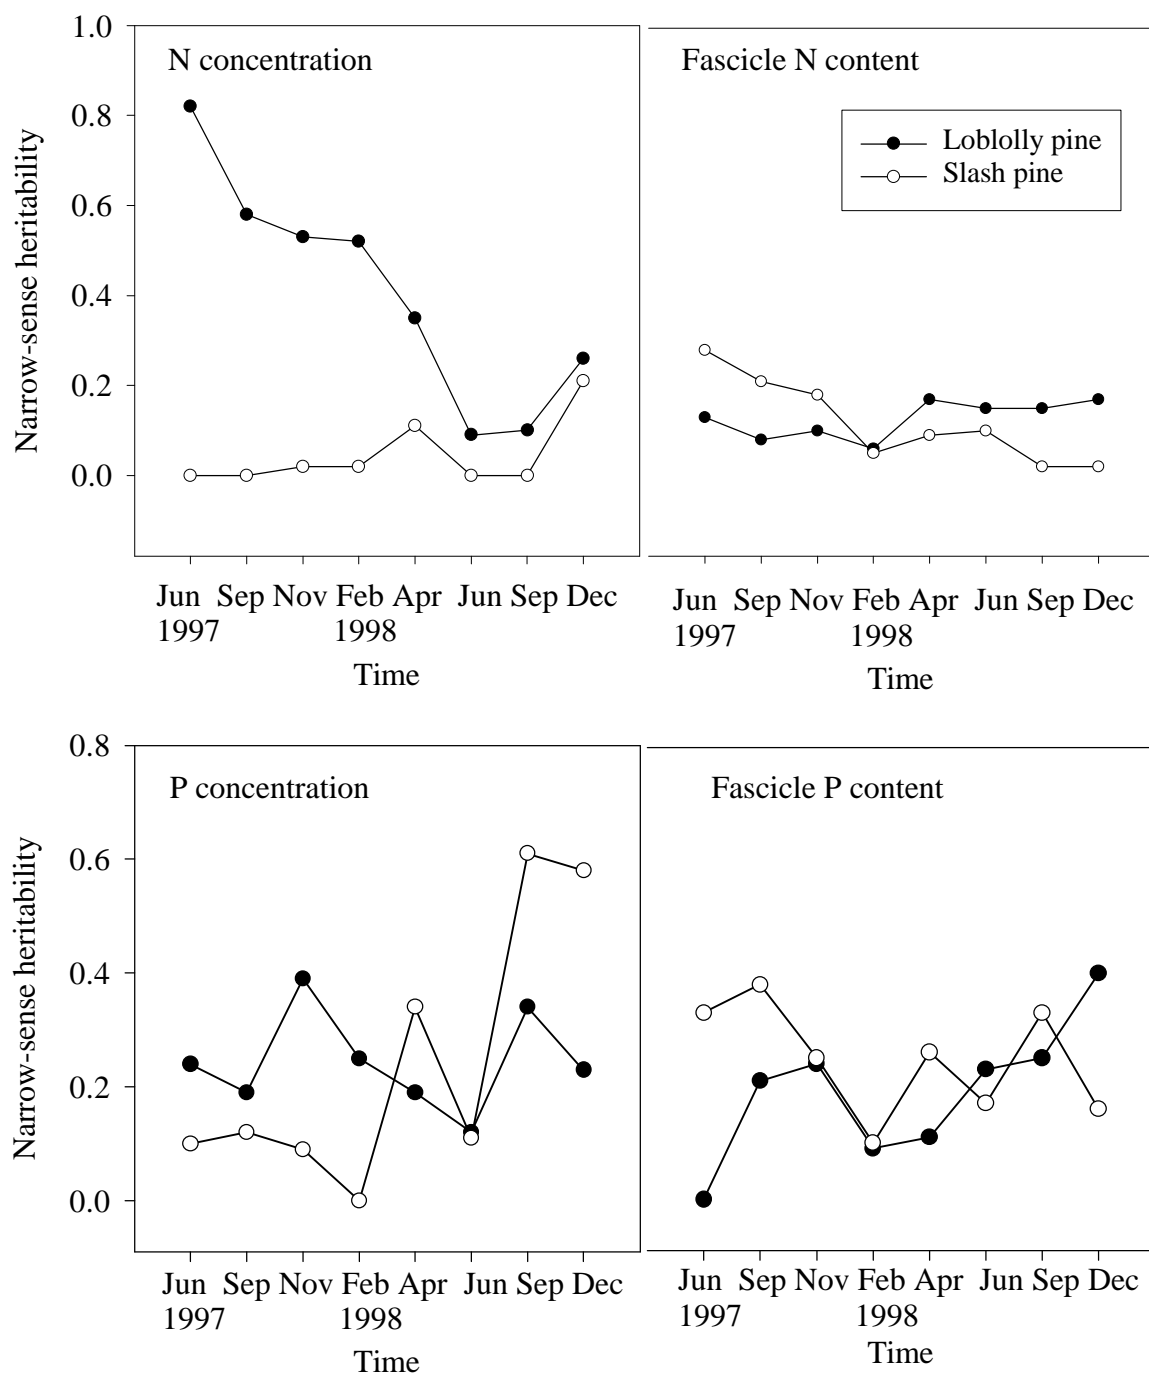 N concentration
Fascicle N content
Loblolly pine
Slash pine
Narrow-sense heritability
1.0
0.8
0.6
0.4
0.2
0.0
Jun Sep Nov Feb Apr Jun Sep Dec
1997 1998
Time
Jun Sep Nov Feb Apr Jun Sep Dec
1997 1998
Time
P concentration
Fascicle P content
Narrow-sense heritability
0.8
0.6
0.4
0.2
0.0
Jun Sep Nov Feb Apr Jun Sep Dec
1997 1998
Time
Jun Sep Nov Feb Apr Jun Sep Dec
1997 1998
Time